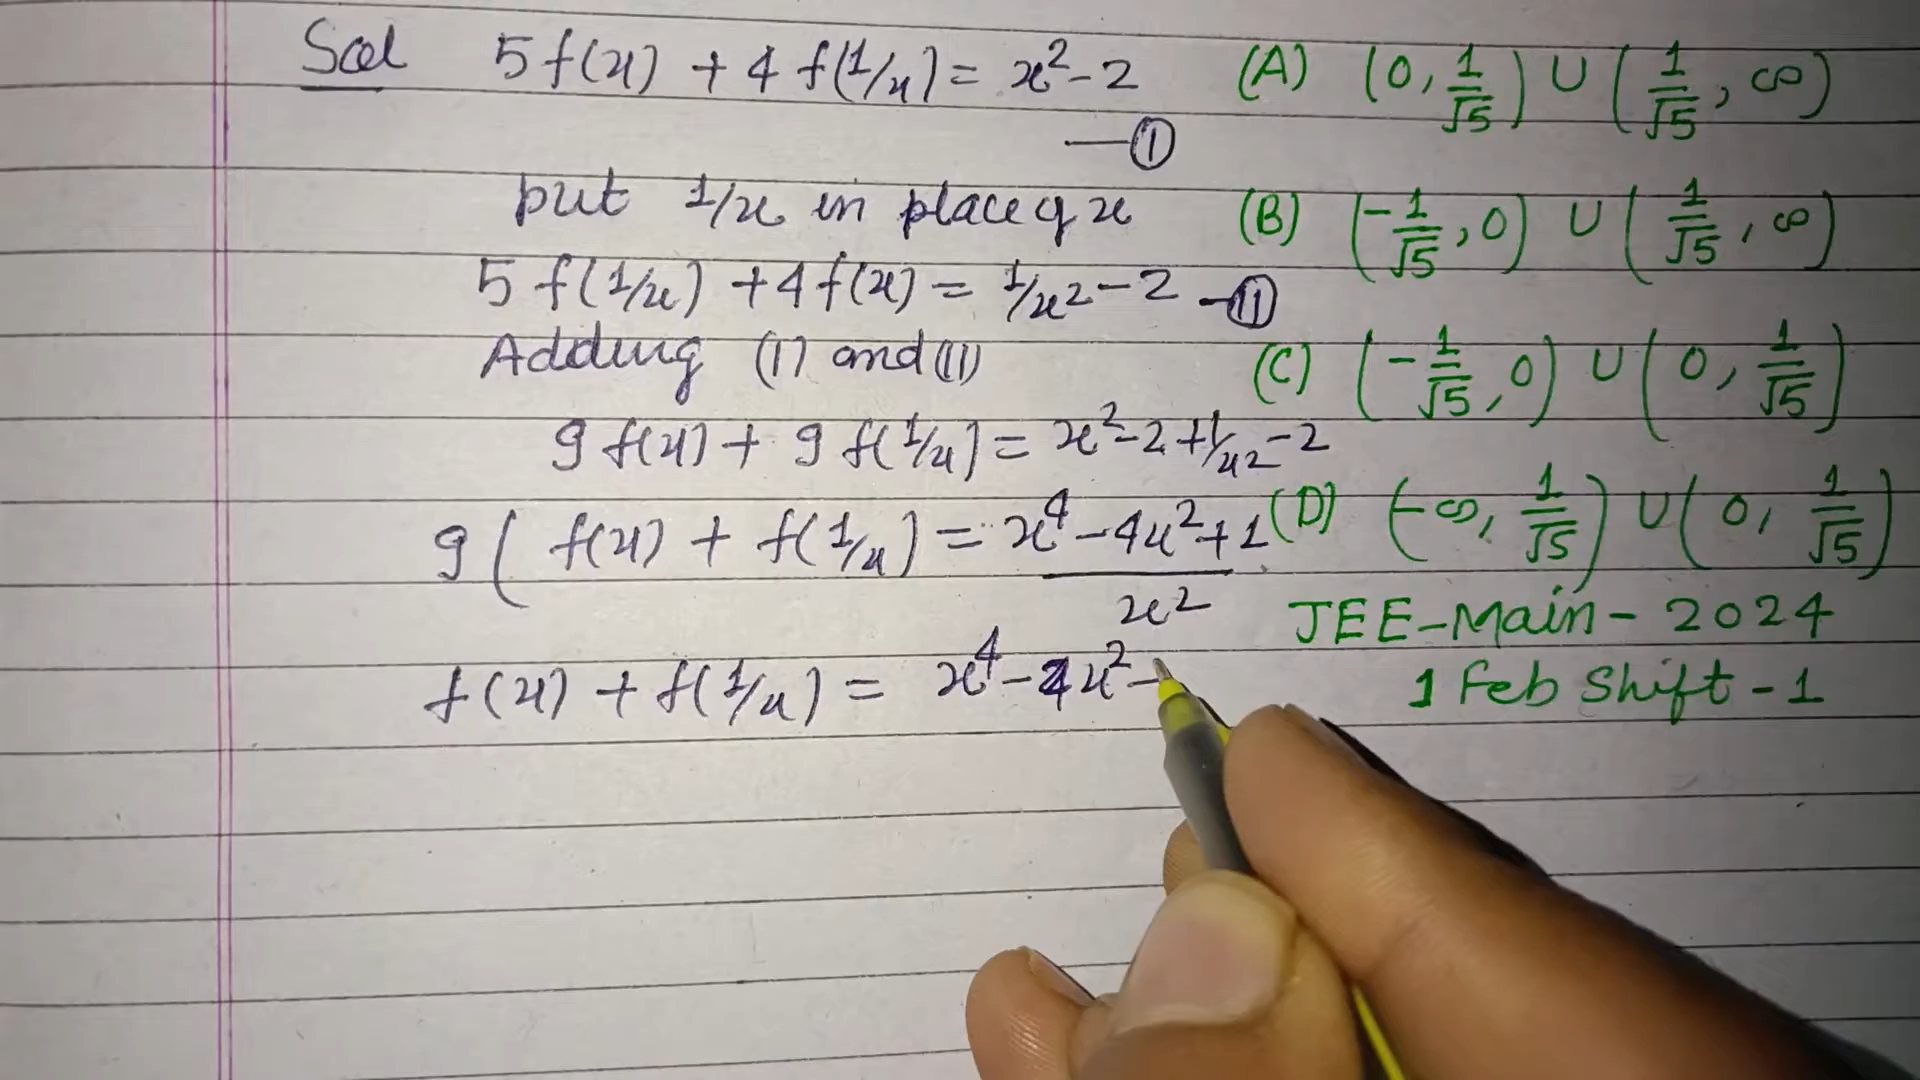 Sol 5f(x) + 4f(1/x) = x² - 2
— ①
put 1/x in place of x
5f(1/x) + 4f(x) = 1/x² - 2 — ⑪
Adding (I) and (II)
9f(x) + 9f(1/x) = x² - 2 + 1/x² - 2
9( f(x) + f(1/x) = x⁴ - 4x² + 1
x²
f(x) + f(1/x) = x⁴ - 4x² -
(A) (0, 1/√5) ∪ (1/√5, ∞)
(B) (-1/√5, 0) ∪ (1/√5, ∞)
(C) (-1/√5, 0) ∪ (0, 1/√5)
(D) (-∞, 1/√5) ∪ (0, 1/√5)
JEE-Main-2024
1 Feb Shift-1